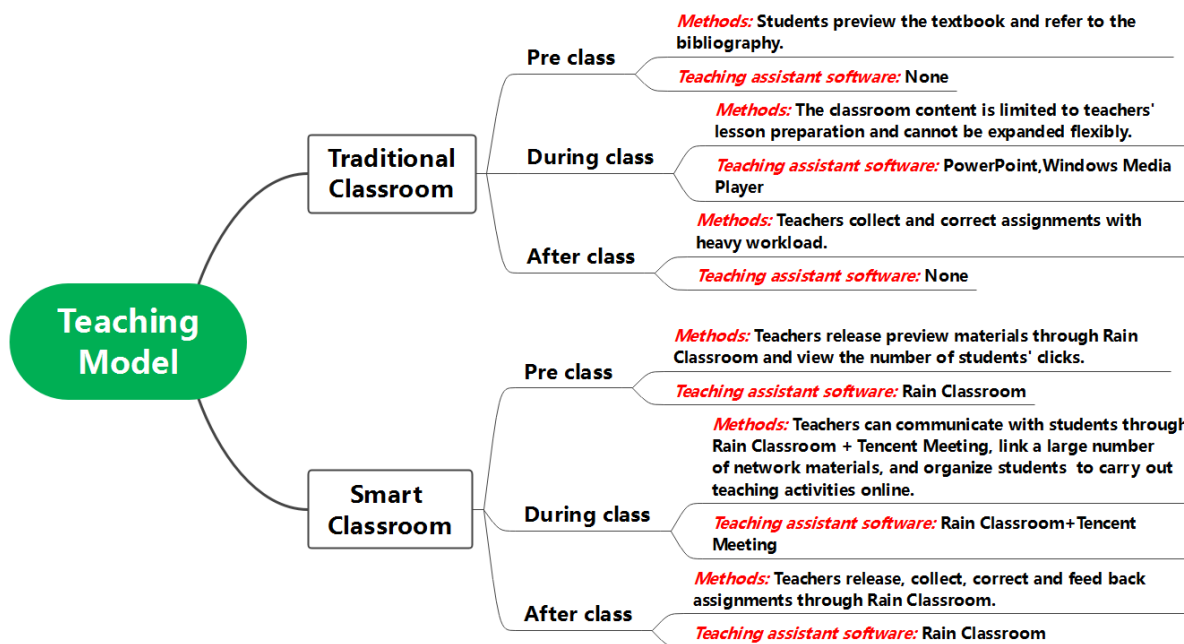 Teaching
Model
Traditional
Classroom
Pre class
Methods: Students preview the textbook and refer to the
bibliography.
Teaching assistant software: None
During class
Methods: The classroom content is limited to teachers'
lesson preparation and cannot be expanded flexibly.
Teaching assistant software: PowerPoint,Windows Media
Player
After class
Methods: Teachers collect and correct assignments with
heavy workload.
Teaching assistant software: None
Smart
Classroom
Pre class
Methods: Teachers release preview materials through Rain
Classroom and view the number of students' clicks.
Teaching assistant software: Rain Classroom
During class
Methods: Teachers can communicate with students through
Rain Classroom + Tencent Meeting, link a large number
of network materials, and organize students  to carry out
teaching activities online.
Teaching assistant software: Rain Classroom+Tencent
Meeting
After class
Methods: Teachers release, collect, correct and feed back
assignments through Rain Classroom.
Teaching assistant software: Rain Classroom